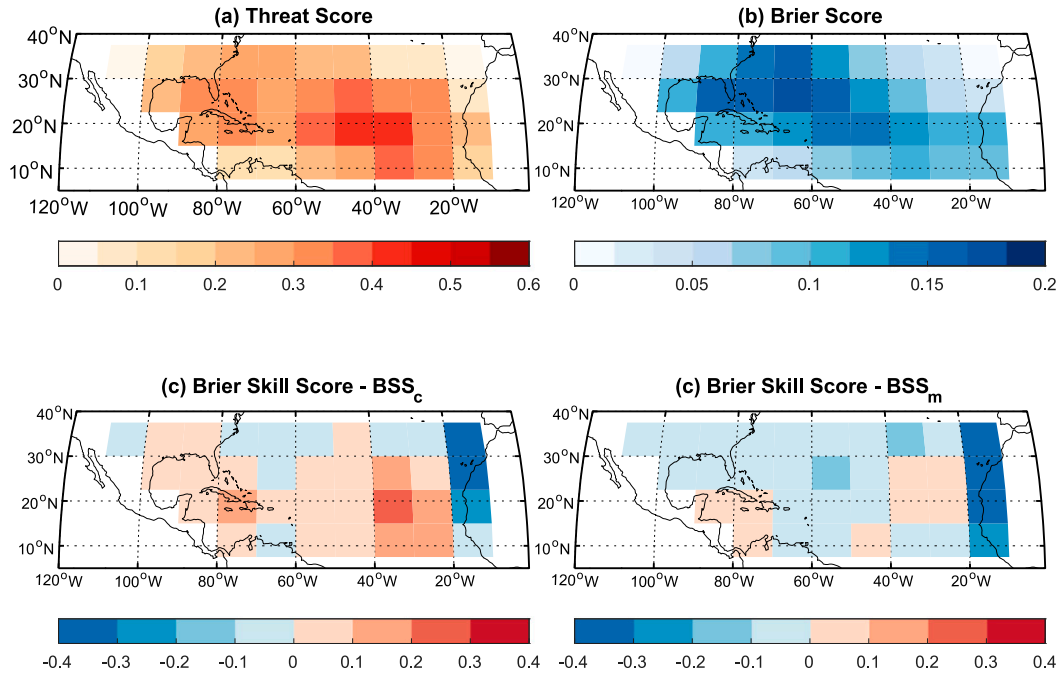 (a) Threat Score
40°N
30°N
20°N
10°N
120°W 100°W 80°W 60°W 40°W 20°W
0 0.1 0.2 0.3 0.4 0.5 0.6
(b) Brier Score
40°N
30°N
20°N
10°N
120°W 100°W 80°W 60°W 40°W 20°W
0 0.05 0.1 0.15 0.2
(c) Brier Skill Score - BSS_c
40°N
30°N
20°N
10°N
120°W 100°W 80°W 60°W 40°W 20°W
-0.4 -0.3 -0.2 -0.1 0 0.1 0.2 0.3 0.4
(c) Brier Skill Score - BSS_m
40°N
30°N
20°N
10°N
120°W 100°W 80°W 60°W 40°W 20°W
-0.4 -0.3 -0.2 -0.1 0 0.1 0.2 0.3 0.4